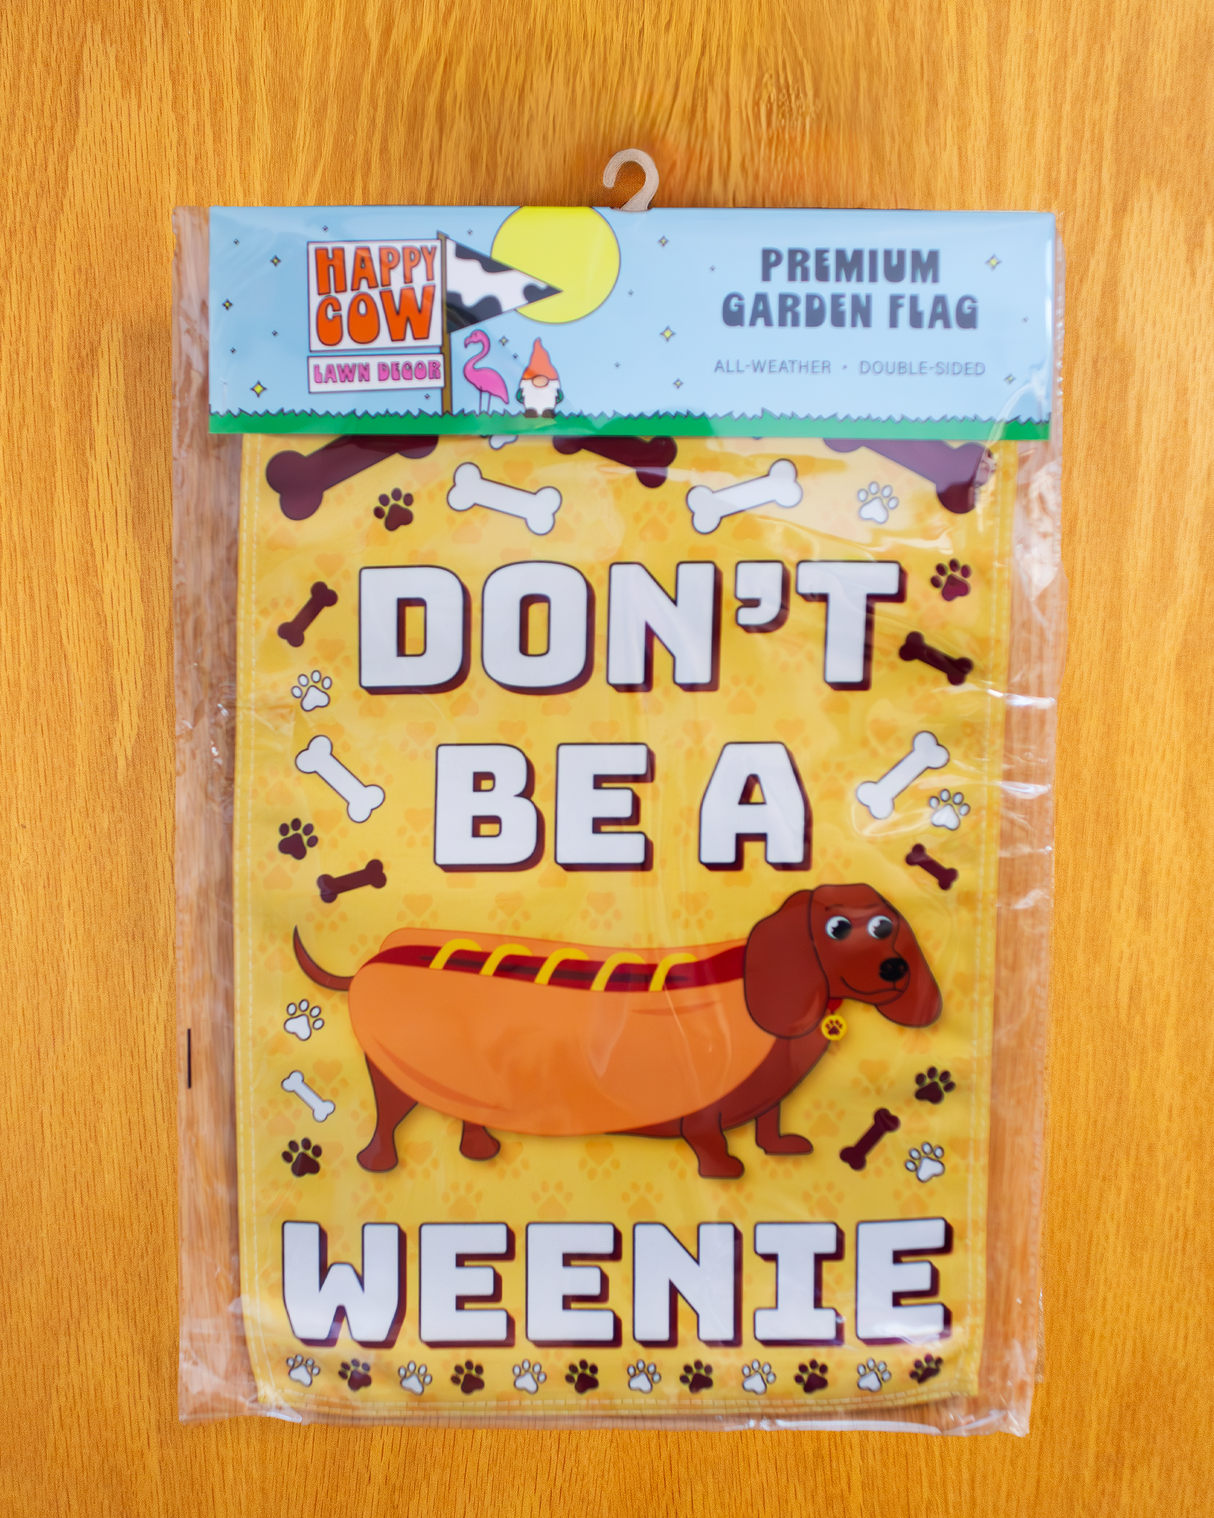 HAPPY
COW
LAWN DECOR
PREMIUM
GARDEN FLAG
ALL-WEATHER • DOUBLE-SIDED
DON'T
BE A
WEENIE